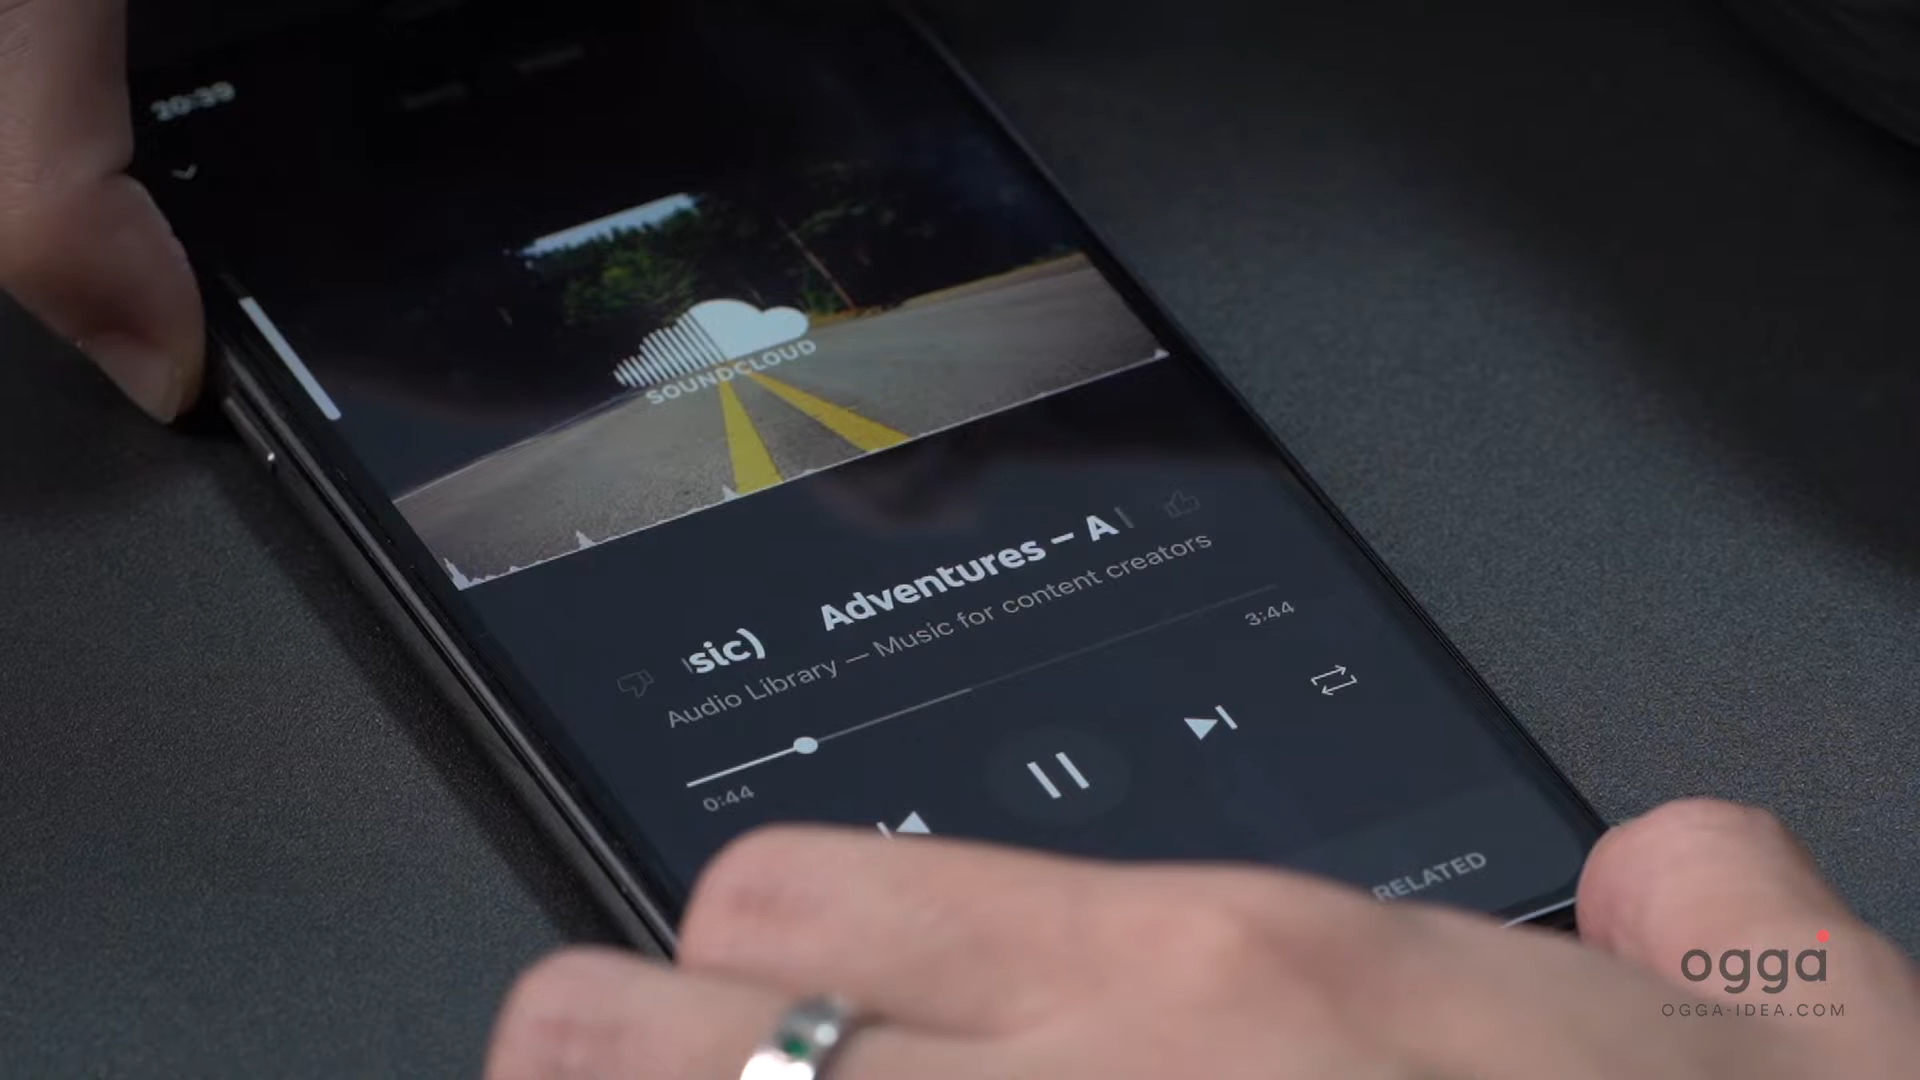 20:39
SOUNDCLOUD
sic) Adventures – A
Audio Library — Music for content creators
0:44
3:44
RELATED
ogga
OGGA-IDEA.COM